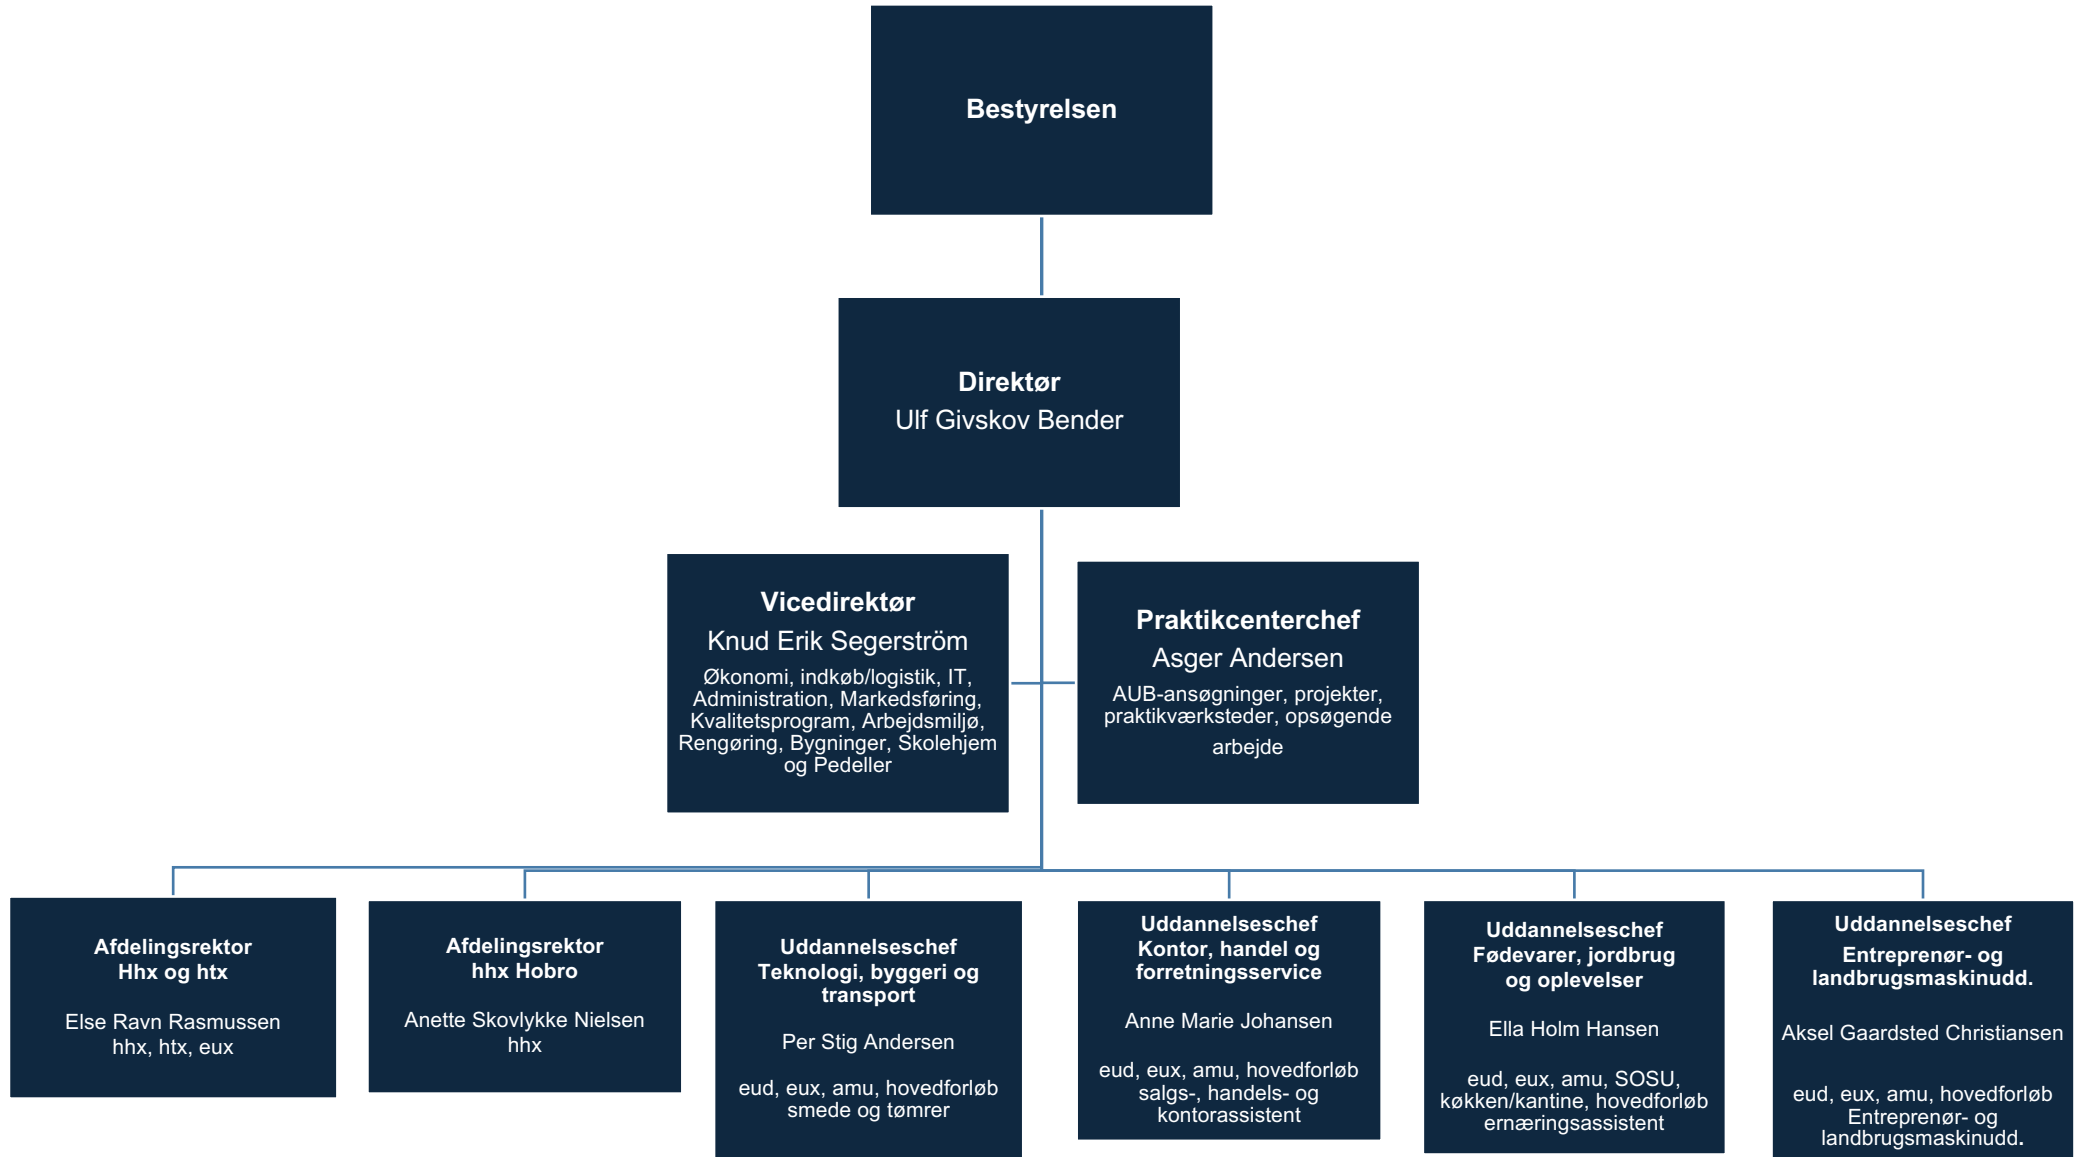 Bestyrelsen
Direktør
Ulf Givskov Bender
Vicedirektør
Knud Erik Segerström
Økonomi, indkøb/logistik, IT,
Administration, Markedsføring,
Kvalitetsprogram, Arbejdsmiljø,
Rengøring, Bygninger, Skolehjem
og Pedeller
Praktikcenterchef
Asger Andersen
AUB-ansøgninger, projekter,
praktikværksteder, opsøgende
arbejde
Afdelingsrektor
Hhx og htx
Else Ravn Rasmussen
hhx, htx, eux
Afdelingsrektor
hhx Hobro
Anette Skovlykke Nielsen
hhx
Uddannelseschef
Teknologi, byggeri og
transport
Per Stig Andersen
eud, eux, amu, hovedforløb
smede og tømrer
Uddannelseschef
Kontor, handel og
forretningsservice
Anne Marie Johansen
eud, eux, amu, hovedforløb
salgs-, handels- og
kontorassistent
Uddannelseschef
Fødevarer, jordbrug
og oplevelser
Ella Holm Hansen
eud, eux, amu, SOSU,
køkken/kantine, hovedforløb
ernæringsassistent
Uddannelseschef
Entreprenør- og
landbrugsmaskinudd.
Aksel Gaardsted Christiansen
eud, eux, amu, hovedforløb
Entreprenør- og
landbrugsmaskinudd.